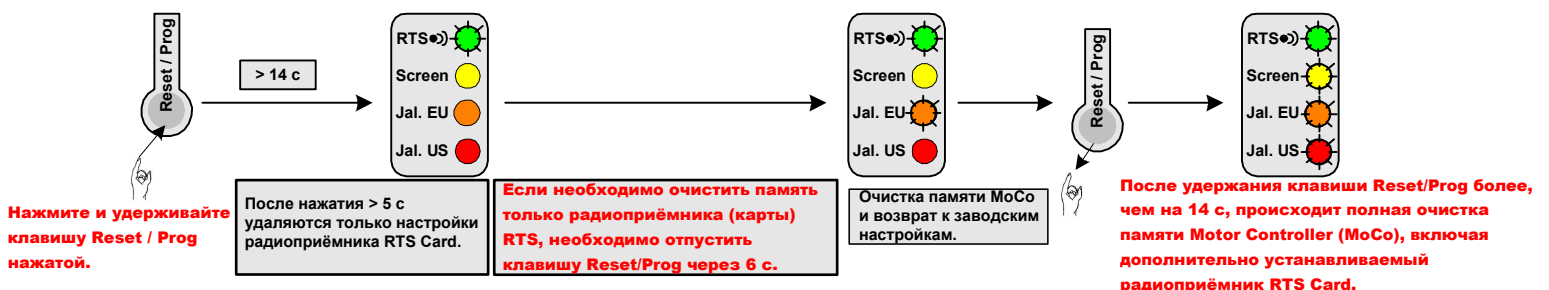 Reset / Prog
> 14 с
RTS
Screen
Jal. EU
Jal. US
RTS
Screen
Jal. EU
Jal. US
Reset / Prog
RTS
Screen
Jal. EU
Jal. US
Нажмите и удерживайте
клавишу Reset / Prog
нажатой.
После нажатия > 5 с
удаляются только настройки
радиоприёмника RTS Card.
Если необходимо очистить память
только радиоприёмника (карты)
RTS, необходимо отпустить
клавишу Reset/Prog через 6 с.
Очистка памяти MoCo
и возврат к заводским
настройкам.
После удержания клавиши Reset/Prog более,
чем на 14 с, происходит полная очистка
памяти Motor Controller (MoCo), включая
дополнительно устанавливаемый
радиоприёмник RTS Card.